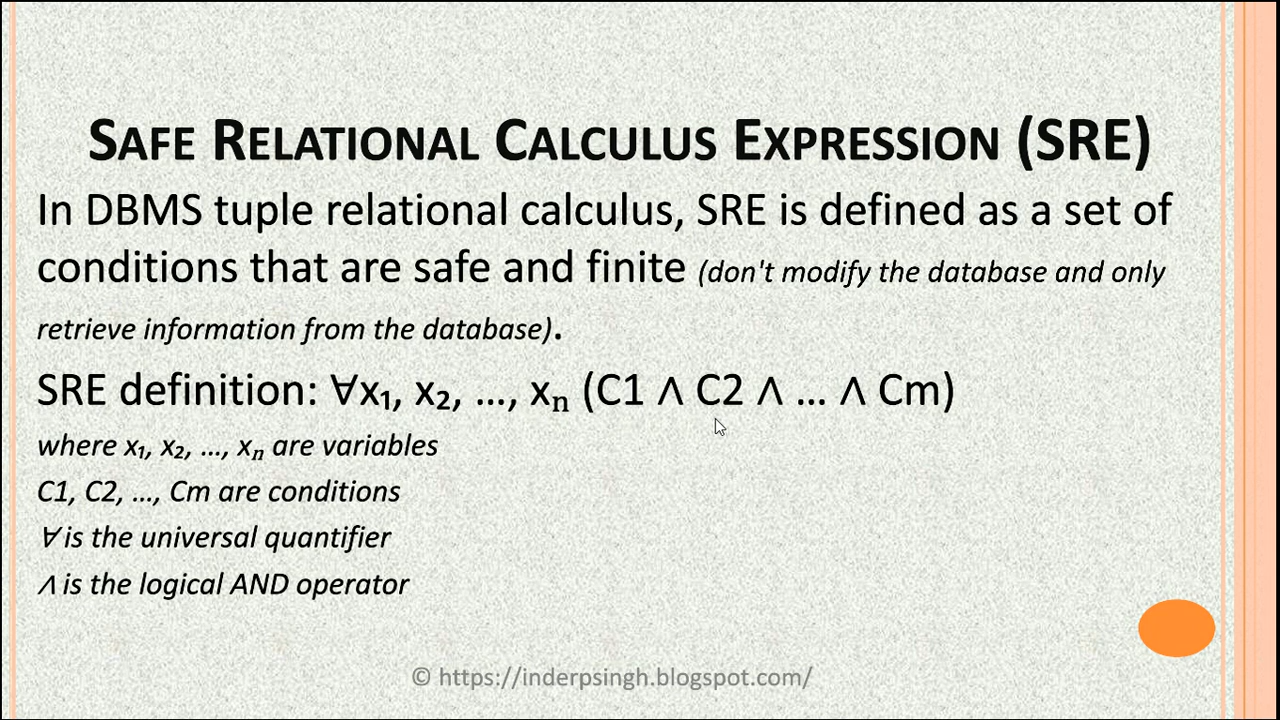 SAFE RELATIONAL CALCULUS EXPRESSION (SRE)
In DBMS tuple relational calculus, SRE is defined as a set of
conditions that are safe and finite (don't modify the database and only
retrieve information from the database).
SRE definition: ∀x₁, x₂, ..., xₙ (C1 ∧ C2 ∧ ... ∧ Cm)
where x₁, x₂, ..., xₙ are variables
C1, C2, ..., Cm are conditions
∀ is the universal quantifier
∧ is the logical AND operator
© https://inderpsingh.blogspot.com/